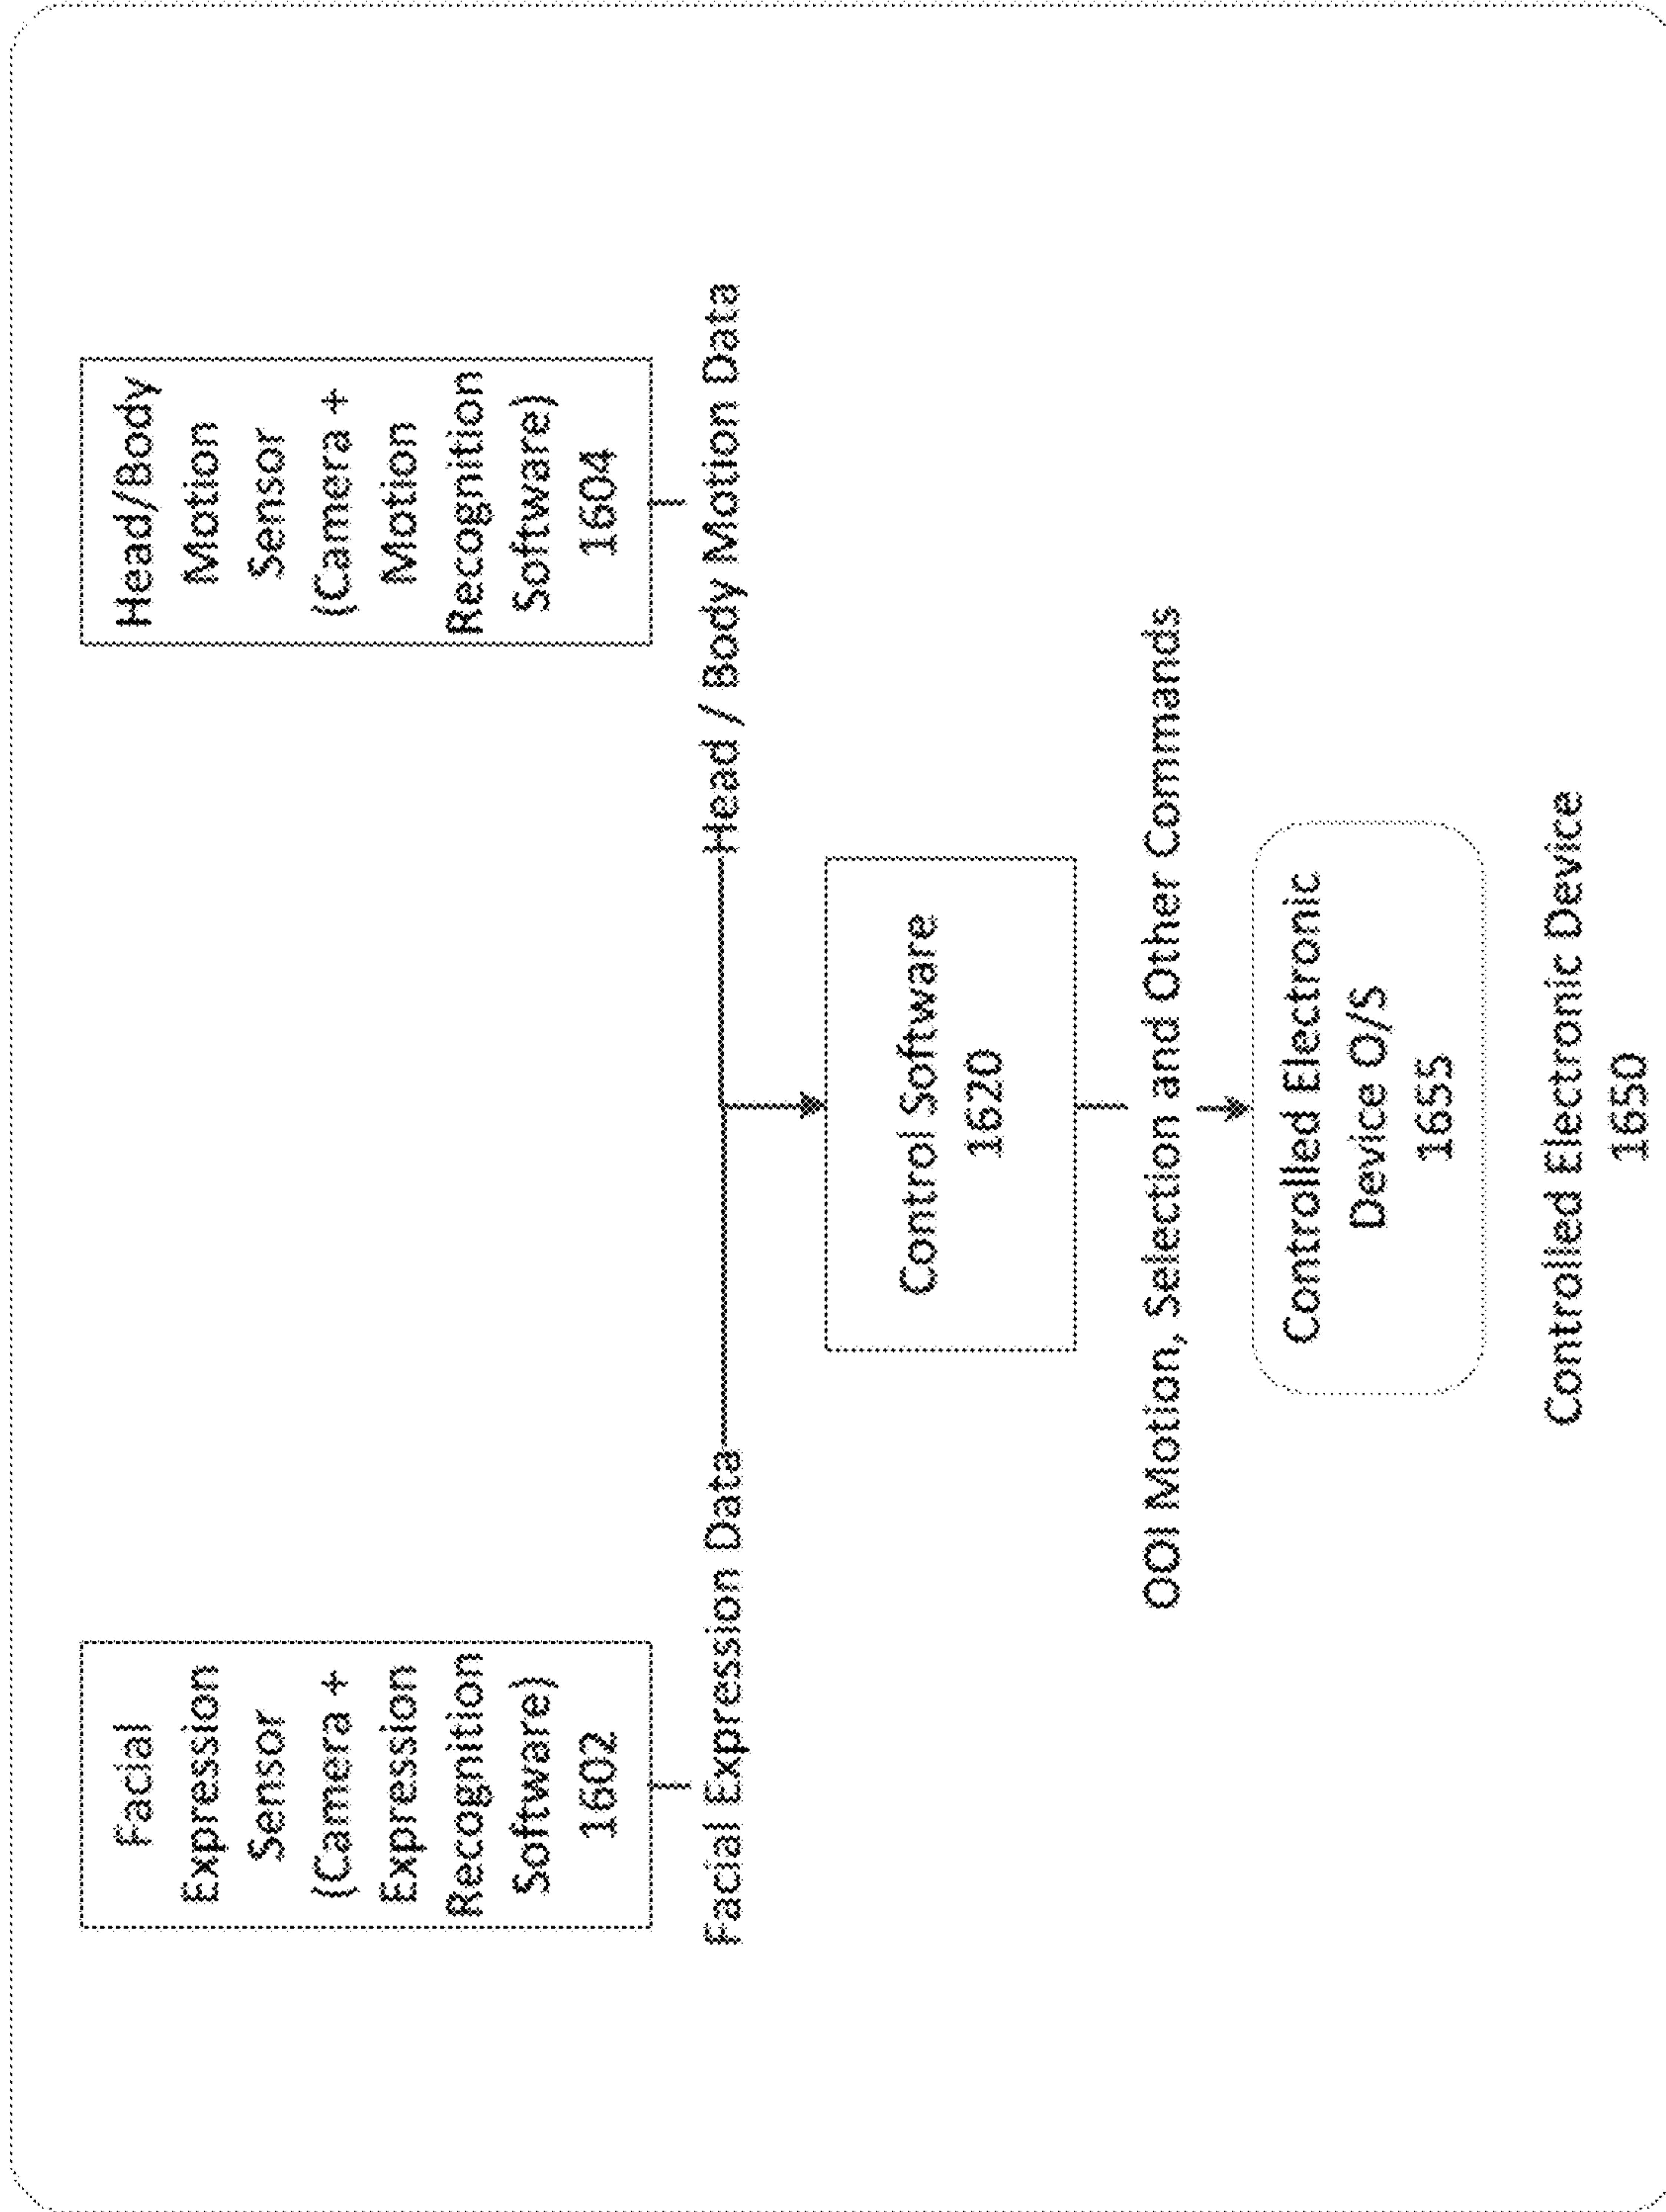 Facial
Expression
Sensor
(Camera +
Expression
Recognition
Software)
1602
Head/Body
Motion
Sensor
(Camera +
Motion
Recognition
Software)
1604
Facial Expression Data
Head / Body Motion Data
Control Software
1620
OOI Motion, Selection and Other Commands
Controlled Electronic
Device O/S
1655
Controlled Electronic Device
1650